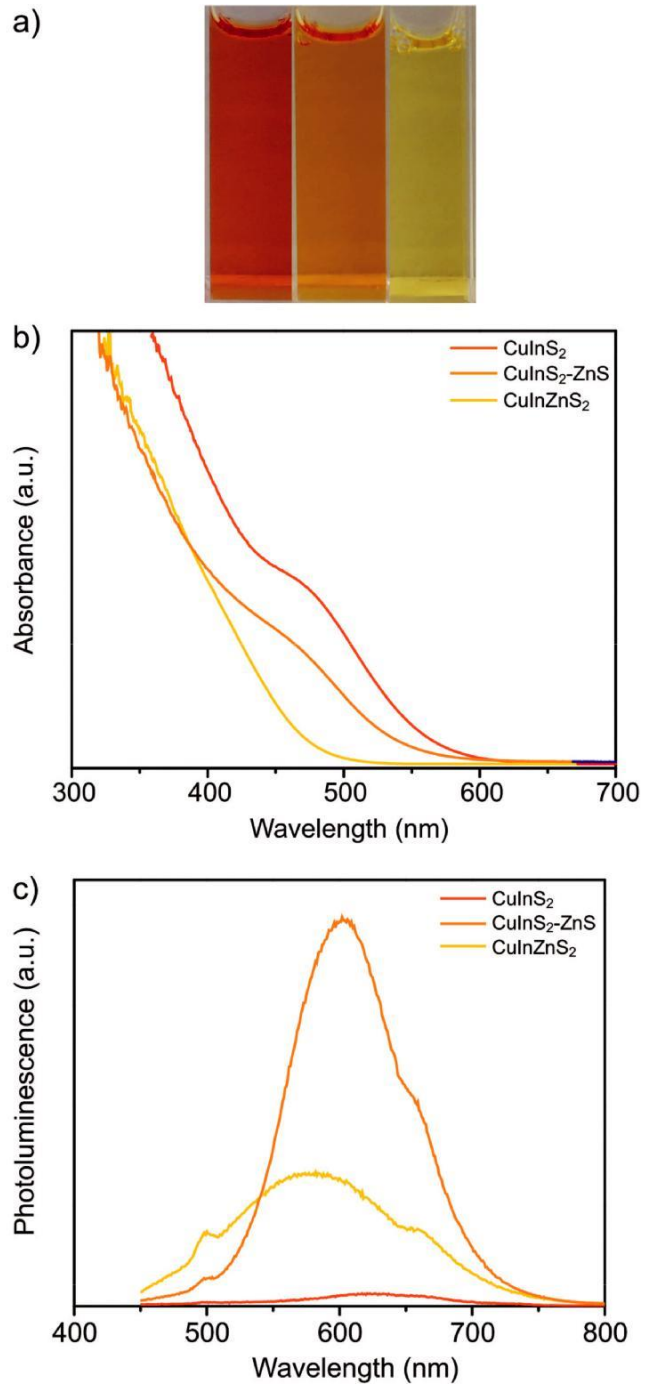 a)
b)
CuInS₂
CuInS₂-ZnS
CuInZnS₂
Absorbance (a.u.)
300 400 500 600 700
Wavelength (nm)
c)
CuInS₂
CuInS₂-ZnS
CuInZnS₂
Photoluminescence (a.u.)
400 500 600 700 800
Wavelength (nm)